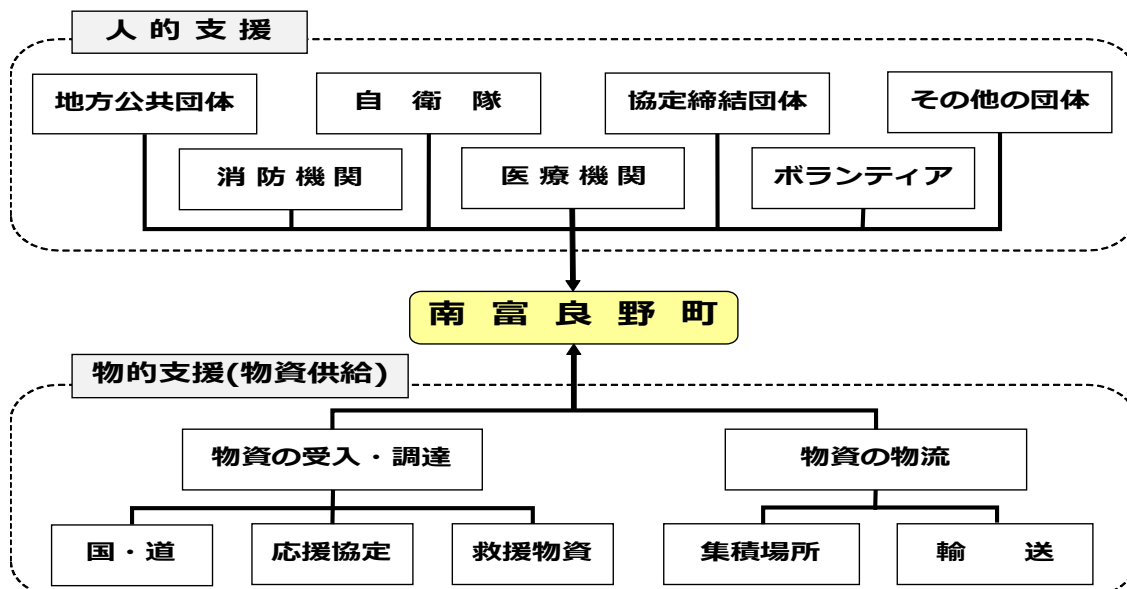 人的支援
地方公共団体
自衛隊
協定締結団体
その他の団体
消防機関
医療機関
ボランティア
南富良野町
物的支援(物資供給)
物資の受入・調達
物資の物流
国・道
応援協定
救援物資
集積場所
輸送